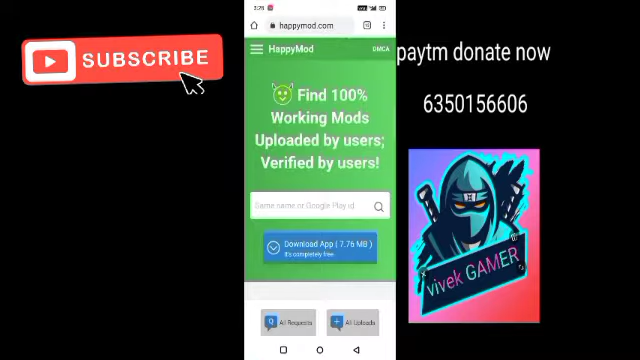 SUBSCRIBE
3:26
happymod.com
HappyMod
DMCA
Find 100%
Working Mods
Uploaded by users;
Verified by users!
Game name or Google Play id
Download App ( 7.76 MB )
It's completely free
All Requests
All Uploads
paytm donate now
6350156606
vivek GAMER